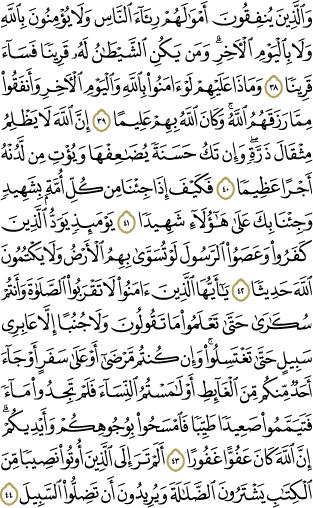 وَالَّذِينَ يُنفِقُونَ أَمْوَٰلَهُمْ رِئَآءَ النَّاسِ وَلَا يُؤْمِنُونَ بِاللَّهِ
وَلَا بِالْيَوْمِ الْآخِرِ ۗ وَمَن يَكُنِ الشَّيْطَٰنُ لَهُۥ قَرِينًا فَسَآءَ
قَرِينًا ٣٨ وَمَاذَا عَلَيْهِمْ لَوْ ءَامَنُوا۟ بِاللَّهِ وَالْيَوْمِ الْآخِرِ وَأَنفَقُوا۟
مِمَّا رَزَقَهُمُ اللَّهُ ۚ وَكَانَ اللَّهُ بِهِمْ عَلِيمًا ٣٩ إِنَّ اللَّهَ لَا يَظْلِمُ
مِثْقَالَ ذَرَّةٍ ۖ وَإِن تَكُ حَسَنَةً يُضَٰعِفْهَا وَيُؤْتِ مِن لَّدُنْهُ
أَجْرًا عَظِيمًا ٤٠ فَكَيْفَ إِذَا جِئْنَا مِن كُلِّ أُمَّةٍۭ بِشَهِيدٍ
وَجِئْنَا بِكَ عَلَىٰ هَٰٓؤُلَآءِ شَهِيدًا ٤١ يَوْمَئِذٍ يَوَدُّ الَّذِينَ
كَفَرُوا۟ وَعَصَوُا۟ الرَّسُولَ لَوْ تُسَوَّىٰ بِهِمُ الْأَرْضُ وَلَا يَكْتُمُونَ
اللَّهَ حَدِيثًا ٤٢ يَٰٓأَيُّهَا الَّذِينَ ءَامَنُوا۟ لَا تَقْرَبُوا۟ الصَّلَوٰةَ وَأَنتُمْ
سُكَٰرَىٰ حَتَّىٰ تَعْلَمُوا۟ مَا تَقُولُونَ وَلَا جُنُبًا إِلَّا عَابِرِى
سَبِيلٍ حَتَّىٰ تَغْتَسِلُوا۟ ۚ وَإِن كُنتُم مَّرْضَىٰٓ أَوْ عَلَىٰ سَفَرٍ أَوْ جَآءَ
أَحَدٌ مِّنكُم مِّنَ الْغَآئِطِ أَوْ لَٰمَسْتُمُ النِّسَآءَ فَلَمْ تَجِدُوا۟ مَآءً
فَتَيَمَّمُوا۟ صَعِيدًا طَيِّبًا فَامْسَحُوا۟ بِوُجُوهِكُمْ وَأَيْدِيكُمْ ۗ
إِنَّ اللَّهَ كَانَ عَفُوًّا غَفُورًا ٤٣ أَلَمْ تَرَ إِلَى الَّذِينَ أُوتُوا۟ نَصِيبًا مِّنَ
الْكِتَٰبِ يَشْتَرُونَ الضَّلَٰلَةَ وَيُرِيدُونَ أَن تَضِلُّوا۟ السَّبِيلَ ٤٤